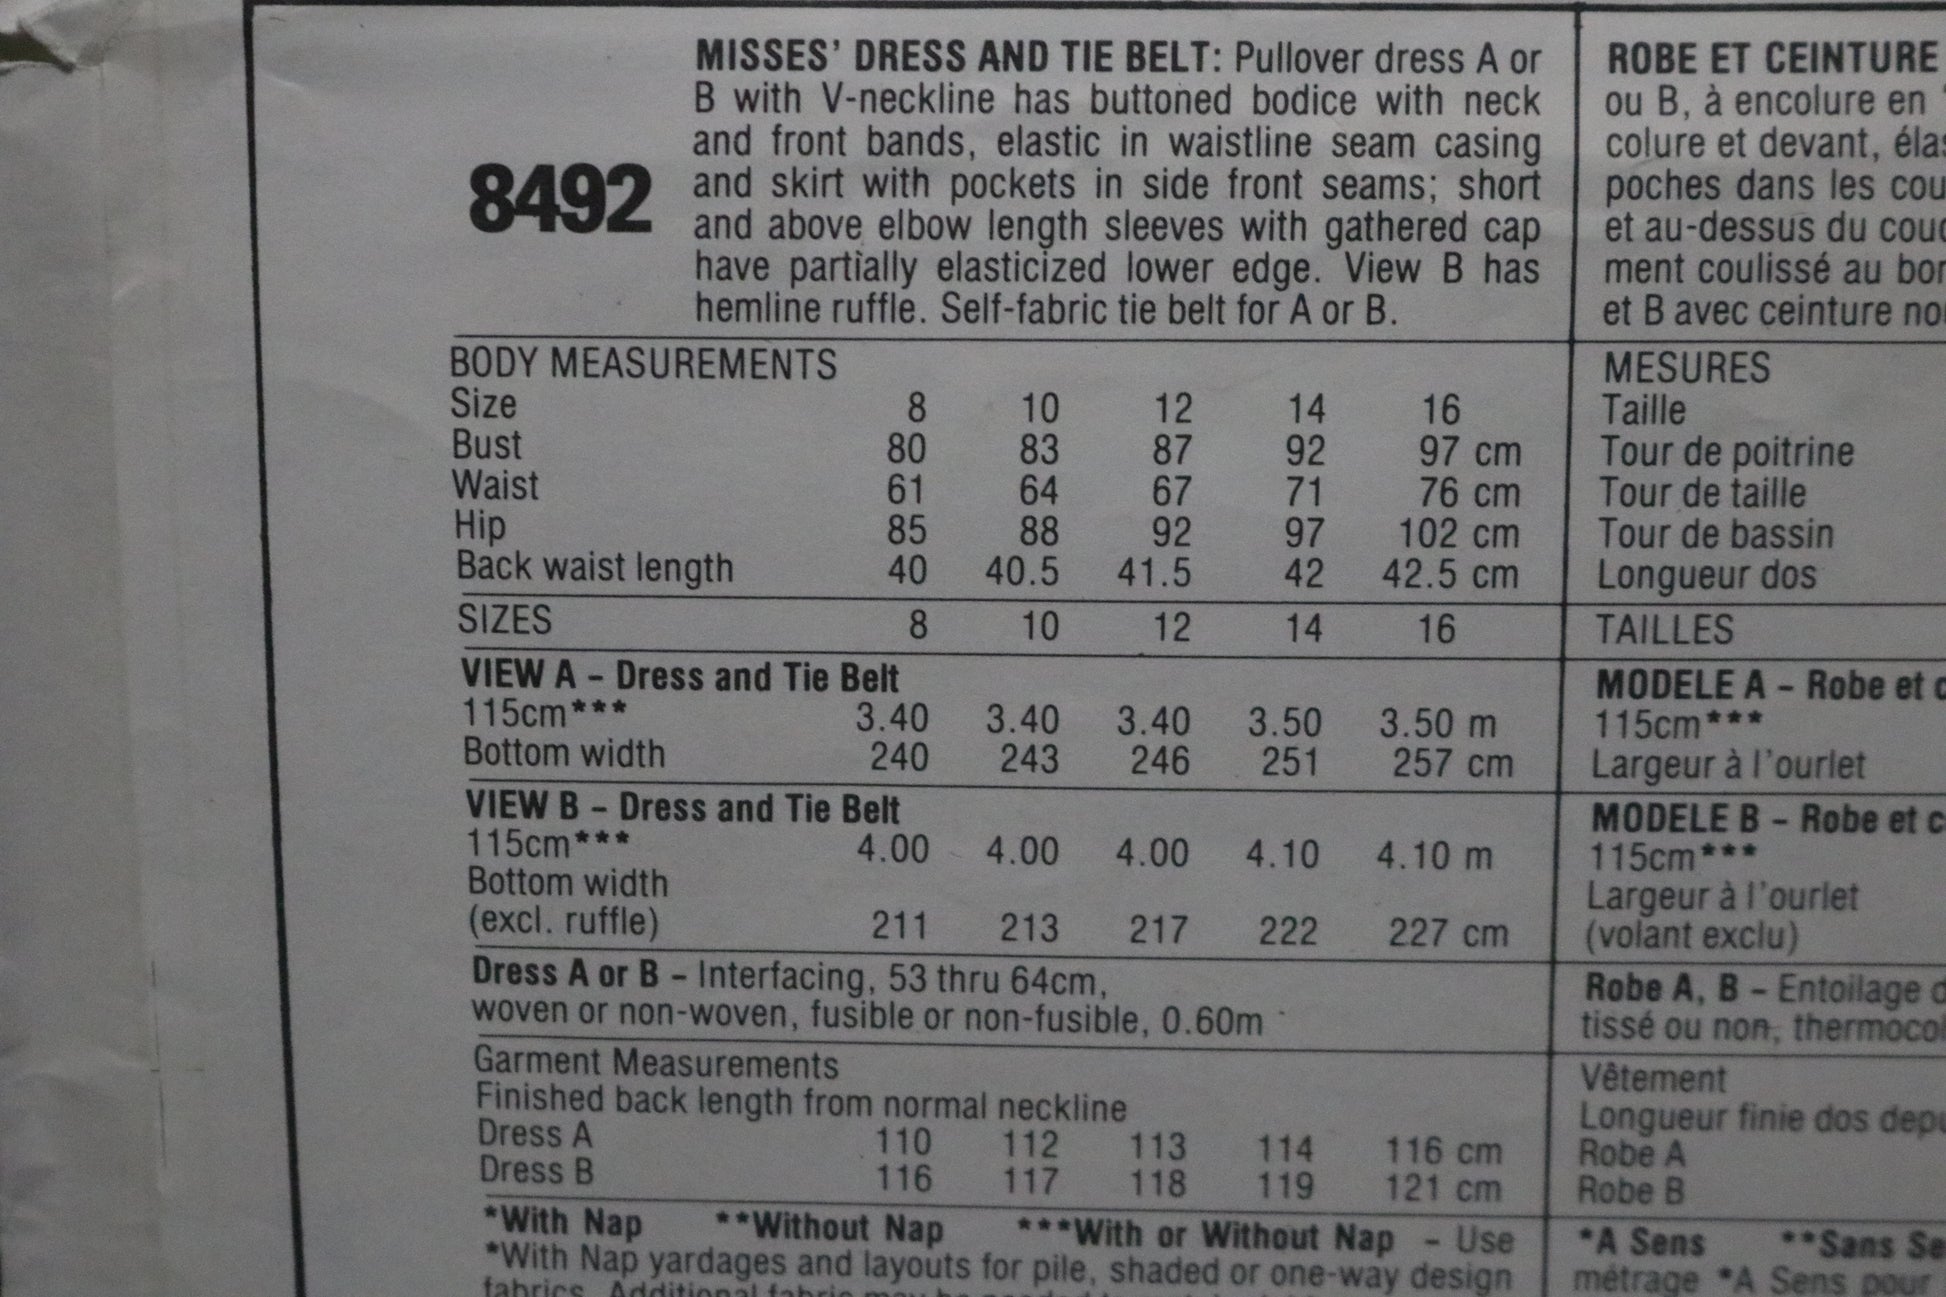 8492
MISSES' DRESS AND TIE BELT: Pullover dress A or
B with V-neckline has buttoned bodice with neck
and front bands, elastic in waistline seam casing
and skirt with pockets in side front seams; short
and above elbow length sleeves with gathered cap
have partially elasticized lower edge. View B has
hemline ruffle. Self-fabric tie belt for A or B.
BODY MEASUREMENTS
Size 8 10 12 14 16
Bust 80 83 87 92 97 cm
Waist 61 64 67 71 76 cm
Hip 85 88 92 97 102 cm
Back waist length 40 40.5 41.5 42 42.5 cm
SIZES 8 10 12 14 16
VIEW A – Dress and Tie Belt
115cm*** 3.40 3.40 3.40 3.50 3.50 m
Bottom width 240 243 246 251 257 cm
VIEW B – Dress and Tie Belt
115cm*** 4.00 4.00 4.00 4.10 4.10 m
Bottom width
(excl. ruffle) 211 213 217 222 227 cm
Dress A or B – Interfacing, 53 thru 64cm,
woven or non-woven, fusible or non-fusible, 0.60m
Garment Measurements
Finished back length from normal neckline
Dress A 110 112 113 114 116 cm
Dress B 116 117 118 119 121 cm
*With Nap **Without Nap ***With or Without Nap – Use
*With Nap yardages and layouts for pile, shaded or one-way design
fabrics. Additional fabric may be needed
ROBE ET CEINTURE
ou B, à encolure en
colure et devant,
poches dans les
et au-dessus du
ment coulissé au
et B avec ceinture
MESURES
Taille
Tour de poitrine
Tour de taille
Tour de bassin
Longueur dos
TAILLES
MODELE A – Robe et
115cm***
Largeur à l'ourlet
MODELE B – Robe et
115cm***
Largeur à l'ourlet
(volant exclu)
Robe A, B – Entoilage
tissé ou non,
Vêtement
Longueur finie dos
Robe A
Robe B
*A Sens **Sans
métrage *A Sens pour